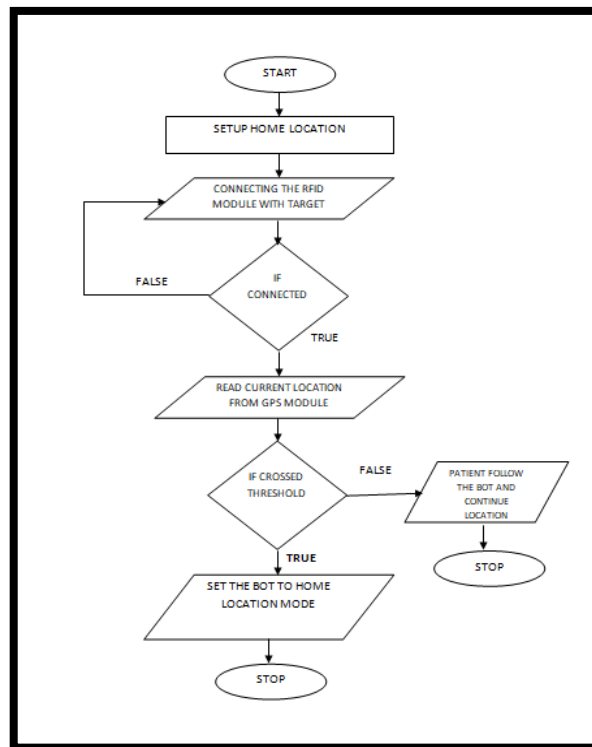 START
SETUP HOME LOCATION
CONNECTING THE RFID
MODULE WITH TARGET
IF
CONNECTED
FALSE
TRUE
READ CURRENT LOCATION
FROM GPS MODULE
IF CROSSED
THRESHOLD
FALSE
PATIENT FOLLOW
THE BOT AND
CONTINUE
LOCATION
STOP
TRUE
SET THE BOT TO HOME
LOCATION MODE
STOP